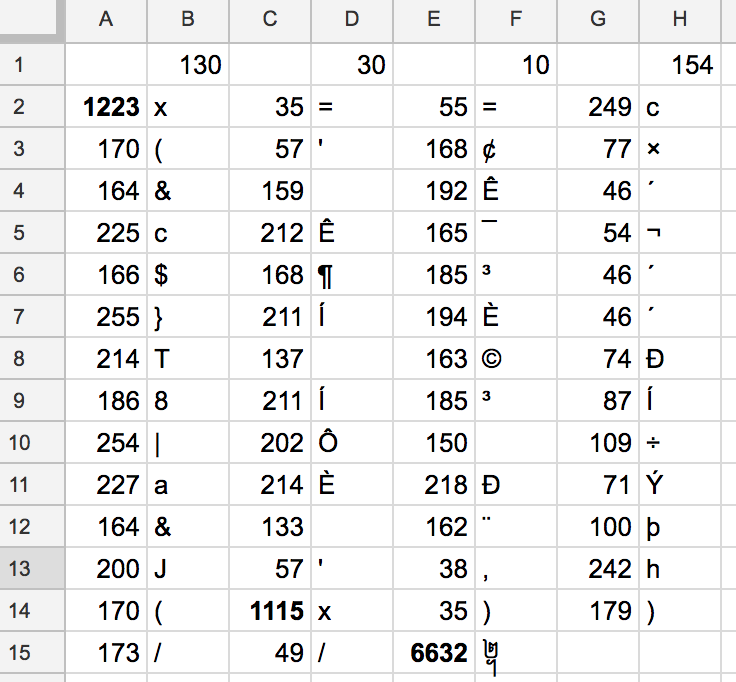 A B C D E F G H
1 130 30 10 154
2 1223 x 35 = 55 = 249 c
3 170 ( 57 ' 168 ¢ 77 ×
4 164 & 159 192 Ê 46 ´
5 225 c 212 Ê 165 ¯ 54 ¬
6 166 $ 168 ¶ 185 ³ 46 ´
7 255 } 211 Í 194 È 46 ´
8 214 T 137 163 © 74 Ð
9 186 8 211 Í 185 ³ 87 Í
10 254 | 202 Ô 150 109 ÷
11 227 a 214 È 218 Ð 71 Ý
12 164 & 133 162 ¨ 100 þ
13 200 J 57 ' 38 , 242 h
14 170 ( 1115 x 35 ) 179 )
15 173 / 49 / 6632